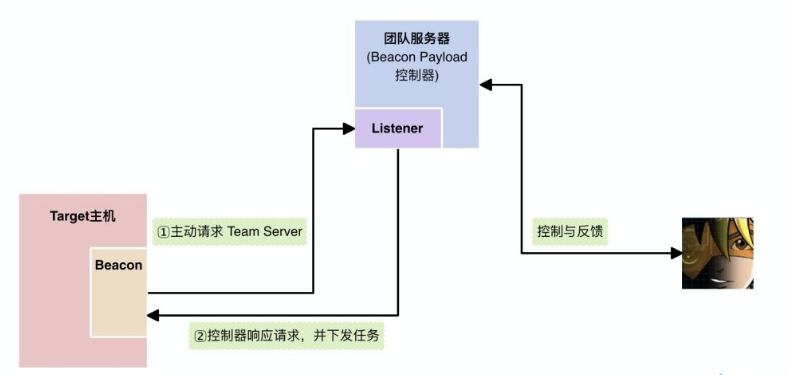 团队服务器
(Beacon Payload
控制器)
Listener
Target主机
①主动请求 Team Server
控制与反馈
Beacon
②控制器响应请求，并下发任务